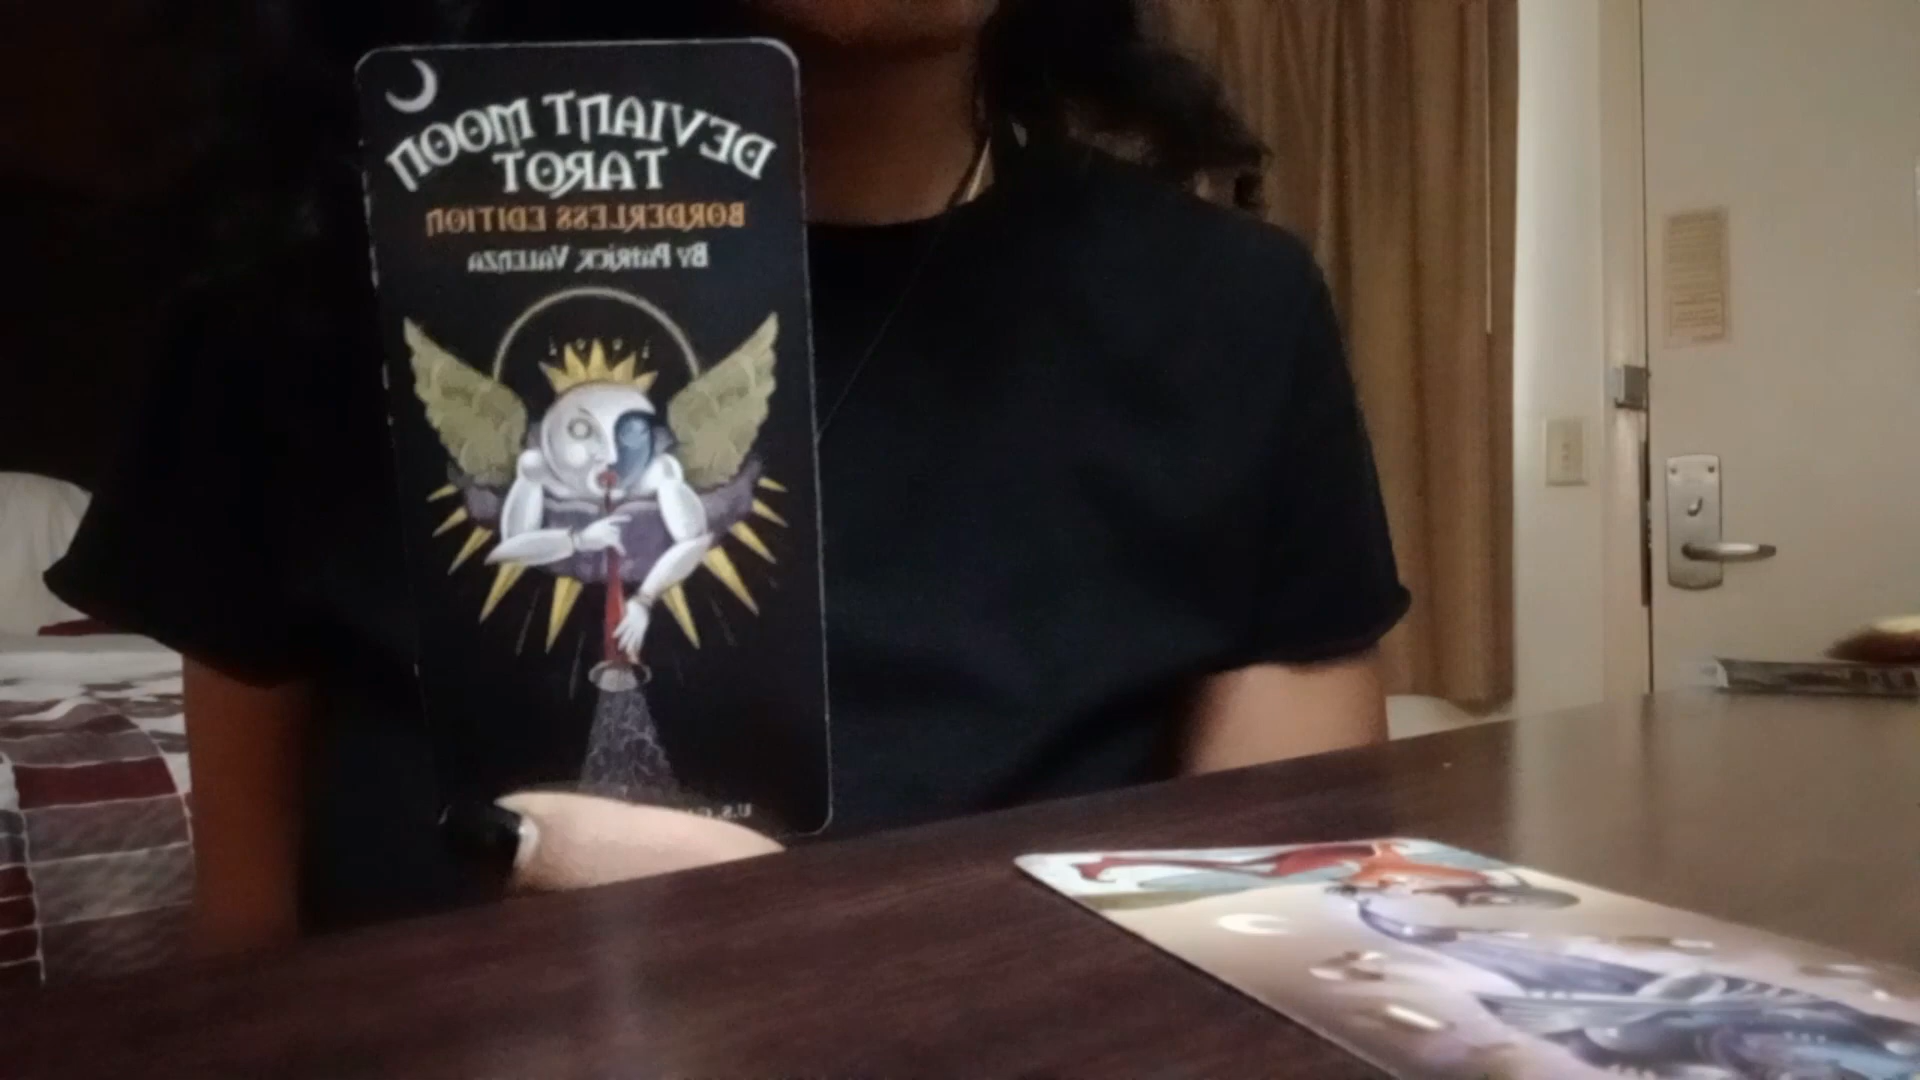 DEVIANT MOON
TAROT
BORDERLESS EDITION
By Patrick Valenza
U.S.